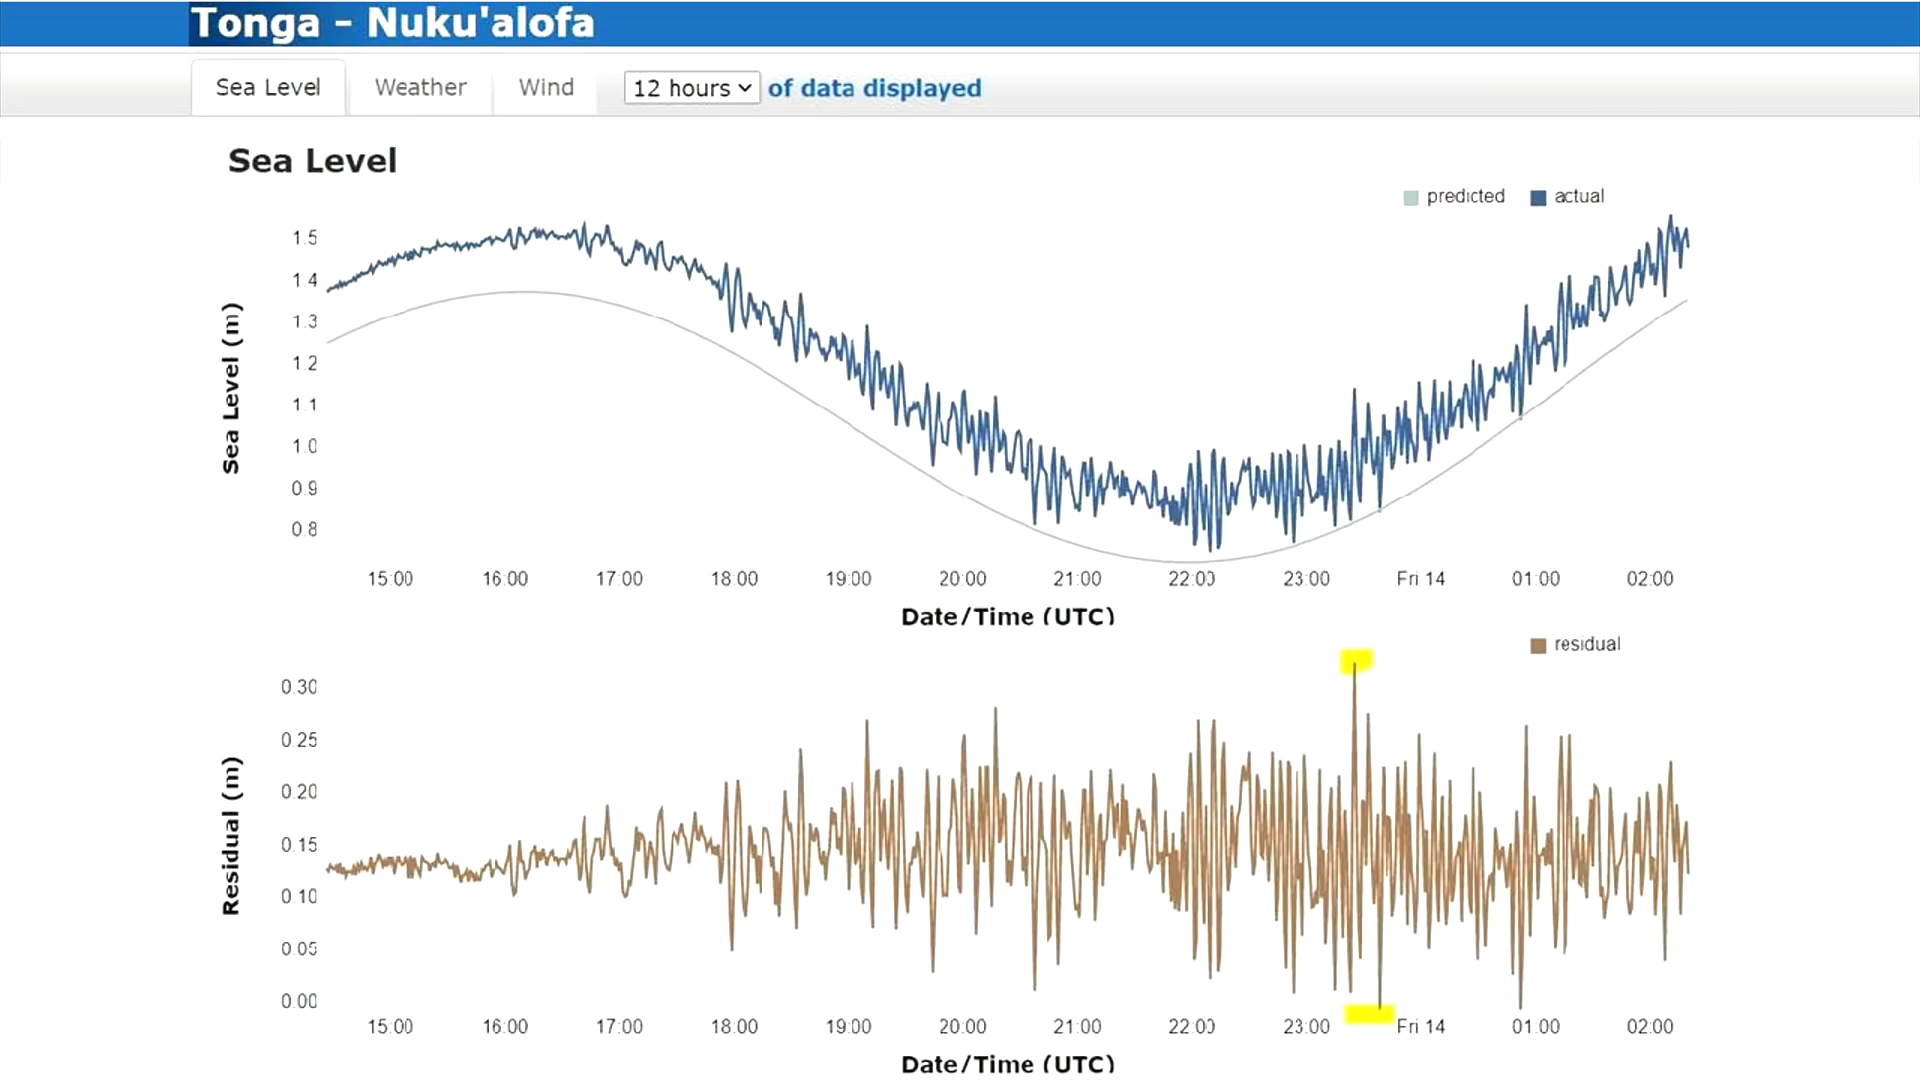 Tonga - Nuku'alofa
Sea Level Weather Wind 12 hours of data displayed
Sea Level
predicted actual
Sea Level (m)
1.5
1.4
1.3
1.2
1.1
1.0
0.9
0.8
15:00 16:00 17:00 18:00 19:00 20:00 21:00 22:00 23:00 Fri 14 01:00 02:00
Date/Time (UTC)
residual
Residual (m)
0.30
0.25
0.20
0.15
0.10
0.05
0.00
15:00 16:00 17:00 18:00 19:00 20:00 21:00 22:00 23:00 Fri 14 01:00 02:00
Date/Time (UTC)